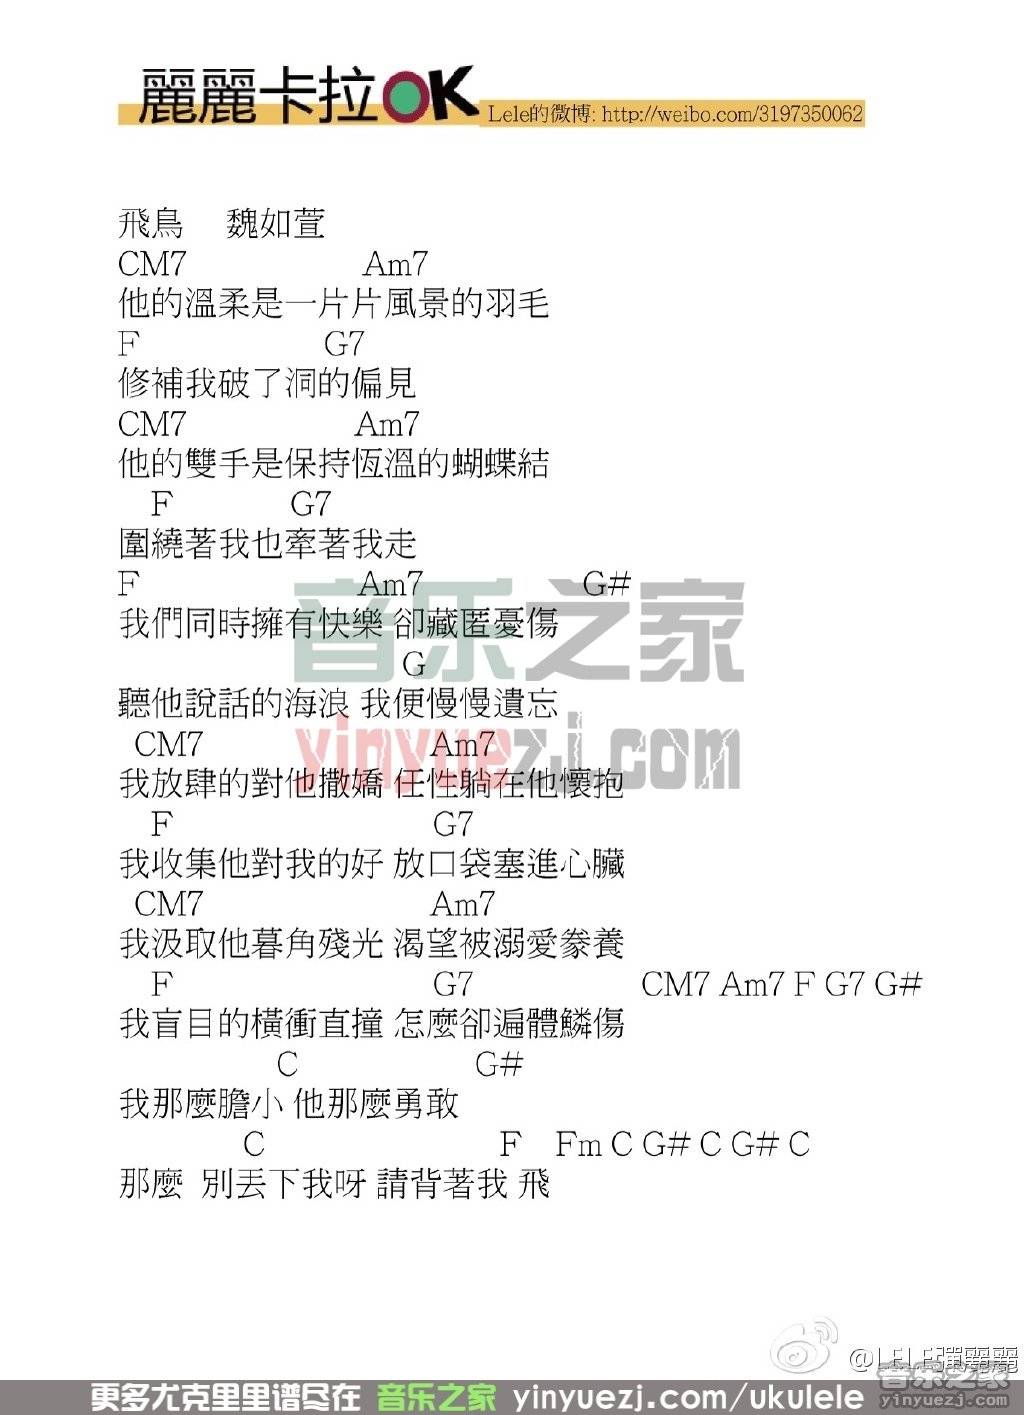 麗麗卡拉OK Lele的微博: http://weibo.com/3197350062
飛鳥 魏如萱
CM7 Am7
他的溫柔是一片片風景的羽毛
F G7
修補我破了洞的偏見
CM7 Am7
他的雙手是保持恆溫的蝴蝶結
F G7
圍繞著我也牽著我走
F Am7 G#
我們同時擁有快樂 卻藏匿憂傷
G
聽他說話的海浪 我便慢慢遺忘
CM7 Am7
我放肆的對他撒嬌 任性躺在他懷抱
F G7
我收集他對我的好 放口袋塞進心臟
CM7 Am7
我汲取他暮角殘光 渴望被溺愛豢養
F G7 CM7 Am7 F G7 G#
我盲目的橫衝直撞 怎麼卻遍體鱗傷
C G#
我那麼膽小 他那麼勇敢
C F Fm C G# C G# C
那麼 別丟下我呀 請背著我 飛
音乐之家
yinyuezj.com
@LELE彈麗麗
音乐之家
yinyuezj.com
更多尤克里里谱尽在 音乐之家 yinyuezj.com/ukulele